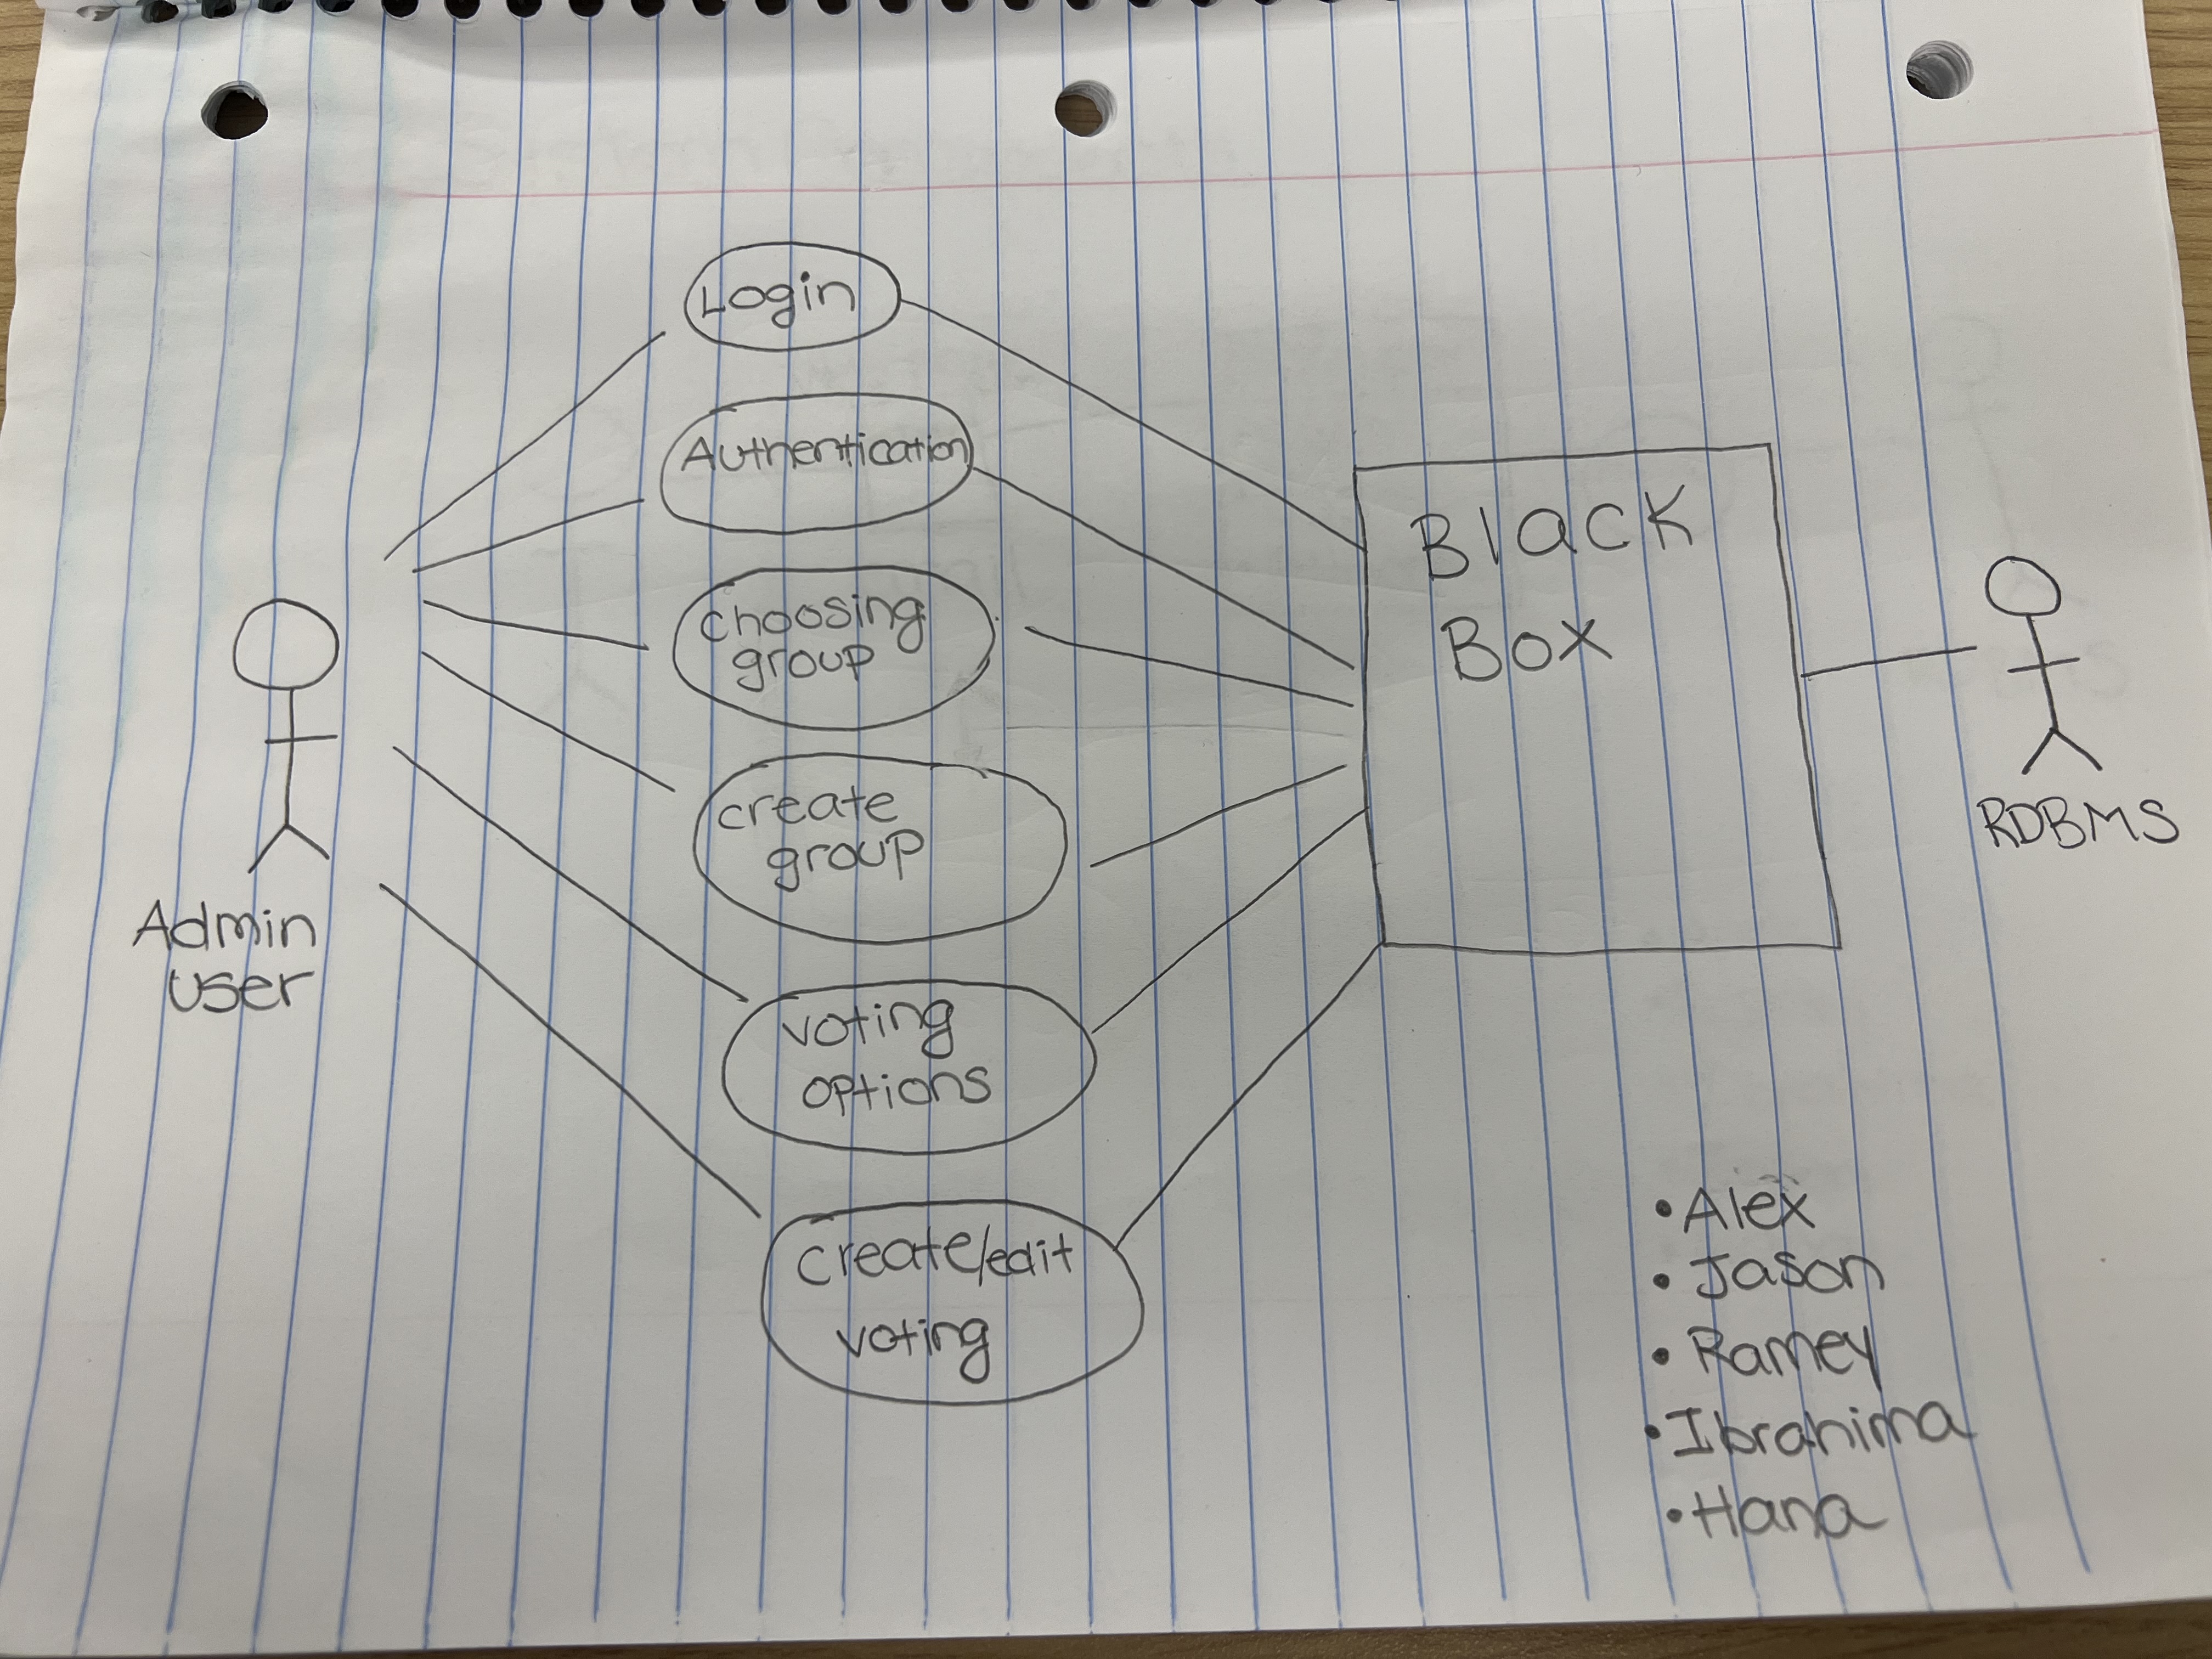 Admin
User
Login
Authentication
Choosing
group
create
group
voting
options
Create/edit
voting
Black
Box
RDBMS
• Alex
• Jason
• Ramey
• Ibrahima
• Hana